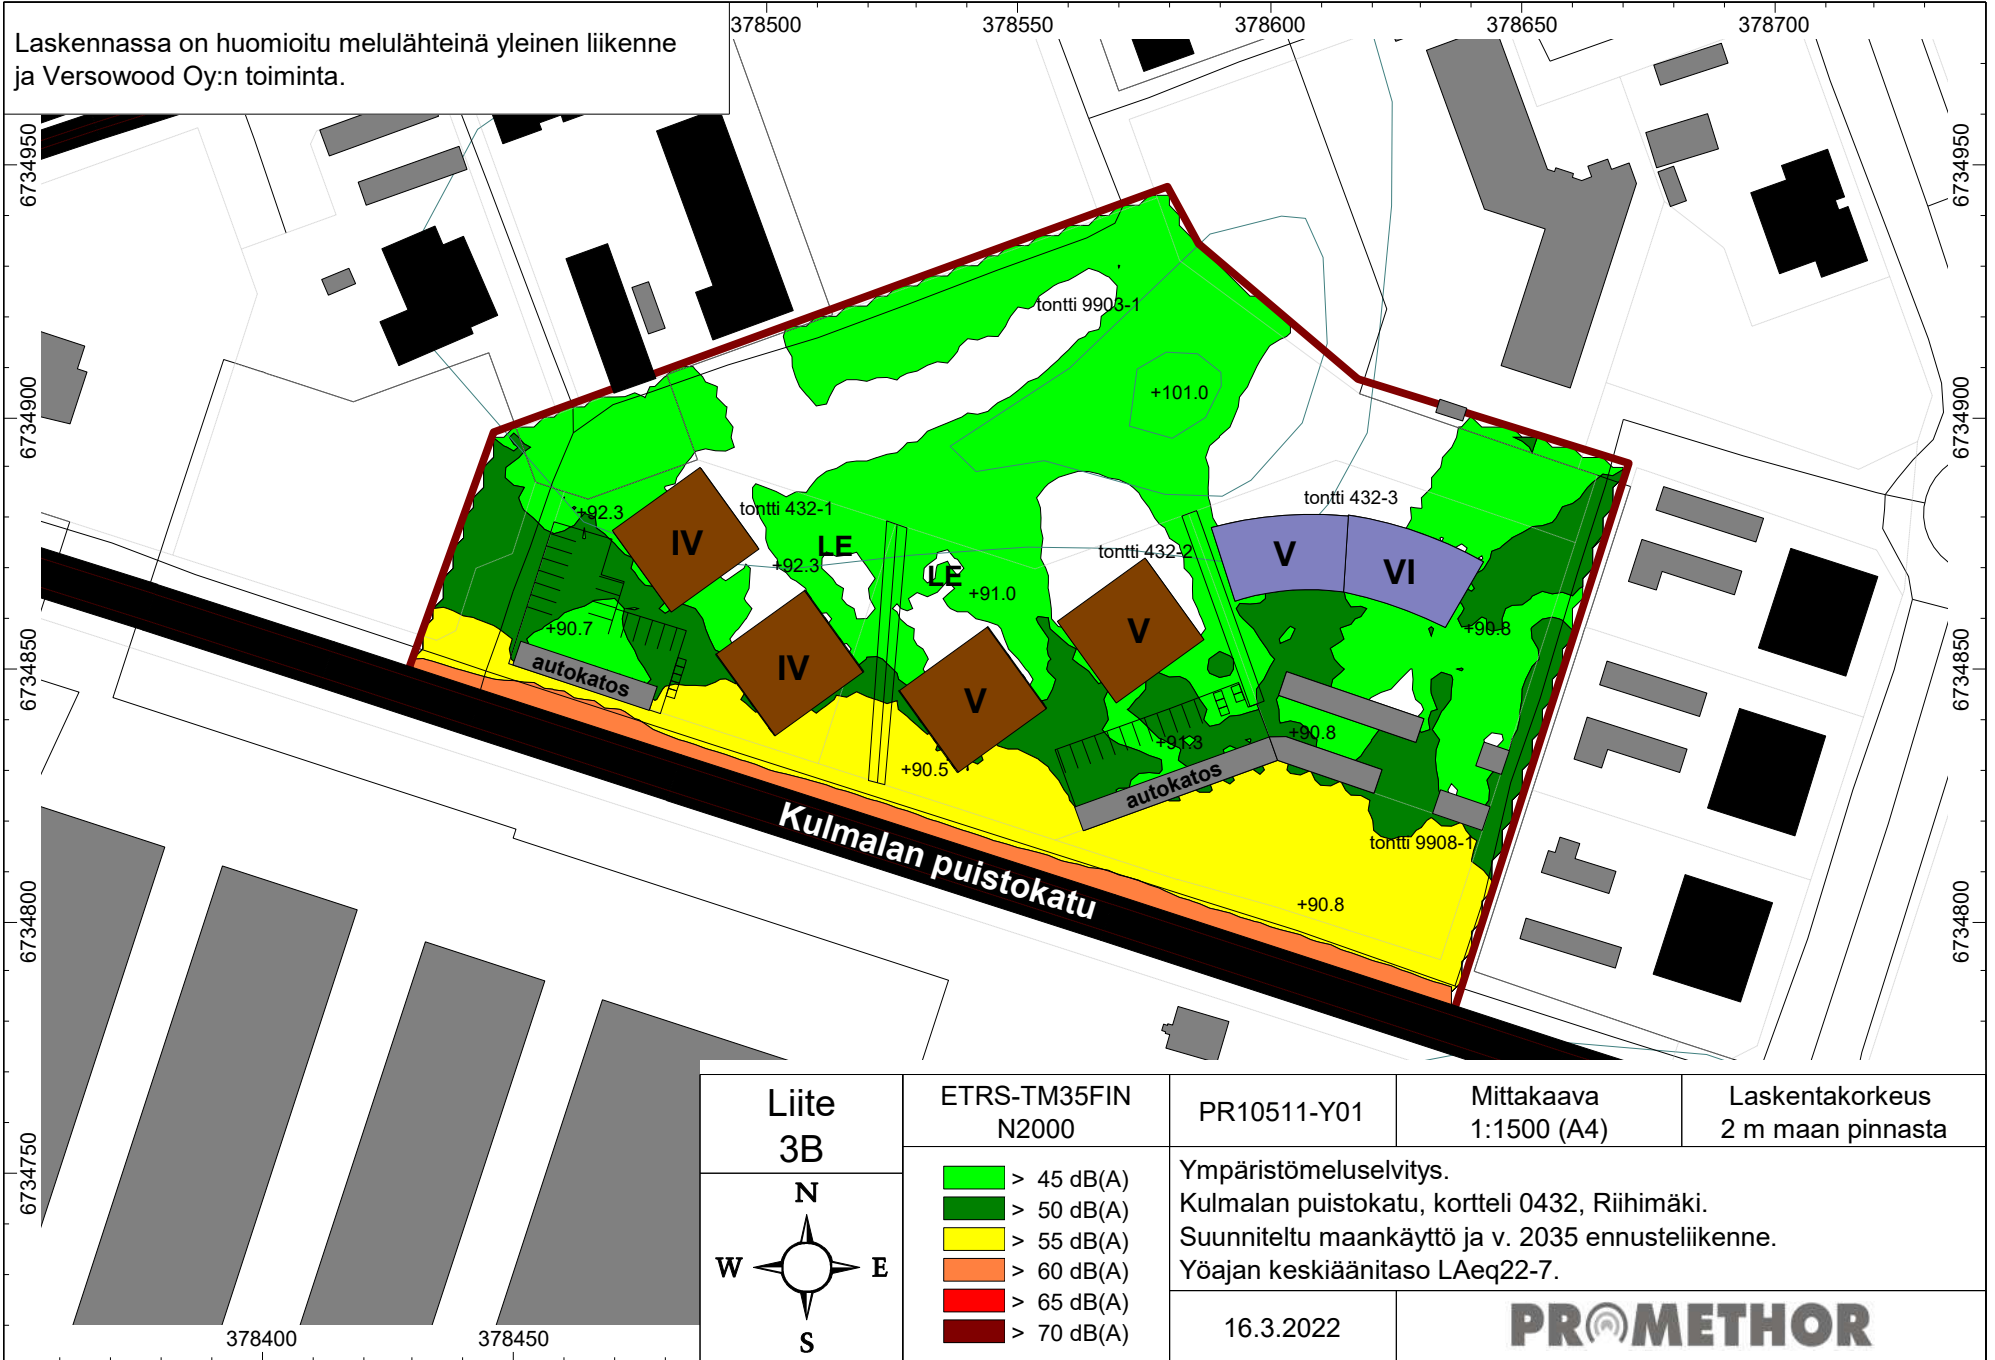 378500
378550
378600
378650
378700
Laskennassa on huomioitu melulähteinä yleinen liikenne
ja Versowood Oy:n toiminta.
6734950
6734950
tontti 9903-1
+101.0
6734900
6734900
tontti 432-3
tontti 432-1
+92.3
IV
LE
tontti 432-2
V
VI
+92.3
LE
+91.0
+90.7
V
+90.8
6734850
6734850
autokatos
IV
V
+91.3
+90.8
+90.5
autokatos
Kulmalan puistokatu
tontti 9908-1
+90.8
6734800
6734800
6734750
378400
378450
Liite
3B
ETRS-TM35FIN
N2000
PR10511-Y01
Mittakaava
1:1500 (A4)
Laskentakorkeus
2 m maan pinnasta
N
W
E
S
> 45 dB(A)
> 50 dB(A)
> 55 dB(A)
> 60 dB(A)
> 65 dB(A)
> 70 dB(A)
Ympäristömeluselvitys.
Kulmalan puistokatu, kortteli 0432, Riihimäki.
Suunniteltu maankäyttö ja v. 2035 ennusteliikenne.
Yöajan keskiäänitaso LAeq22-7.
16.3.2022
PROMETHOR